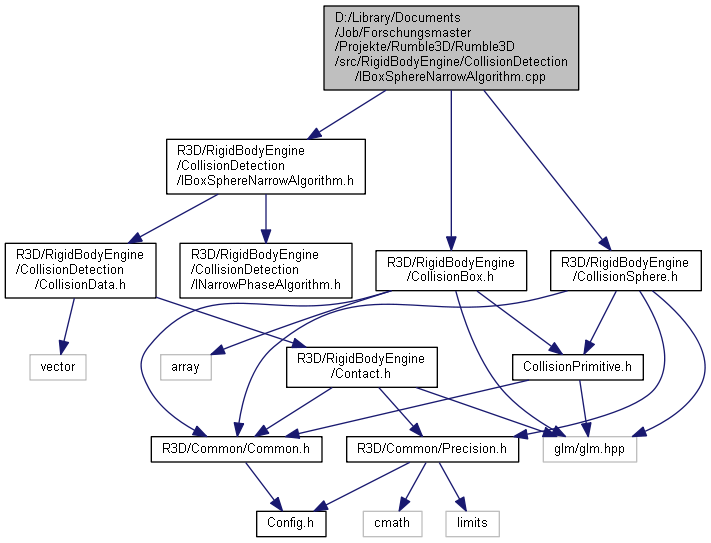 D:/Library/Documents
/Job/Forschungsmaster
/Projekte/Rumble3D/Rumble3D
/src/RigidBodyEngine/CollisionDetection
/IBoxSphereNarrowAlgorithm.cpp
R3D/RigidBodyEngine
/CollisionDetection
/IBoxSphereNarrowAlgorithm.h
R3D/RigidBodyEngine
/CollisionDetection
/CollisionData.h
R3D/RigidBodyEngine
/CollisionDetection
/INarrowPhaseAlgorithm.h
R3D/RigidBodyEngine
/CollisionBox.h
R3D/RigidBodyEngine
/CollisionSphere.h
vector
array
R3D/RigidBodyEngine
/Contact.h
CollisionPrimitive.h
R3D/Common/Common.h
R3D/Common/Precision.h
glm/glm.hpp
Config.h
cmath
limits